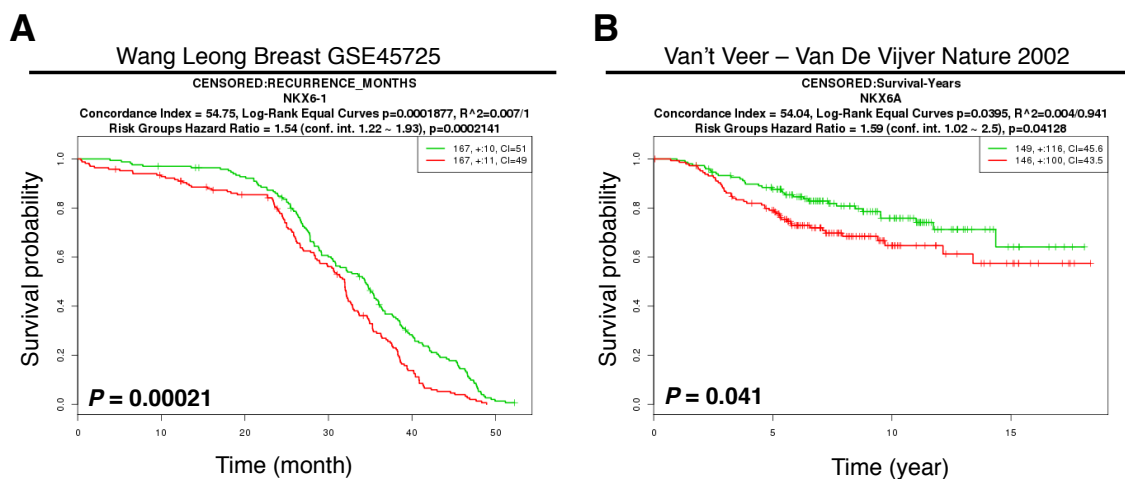 A
Wang Leong Breast GSE45725
CENSORED:RECURRENCE_MONTHS
NKX6-1
Concordance Index = 54.75, Log-Rank Equal Curves p=0.0001877, R^2=0.007/1
Risk Groups Hazard Ratio = 1.54 (conf. int. 1.22 ~ 1.93), p=0.0002141
167, +:10, CI=51
167, +:11, CI=49
Survival probability
1.0
0.8
0.6
0.4
0.2
0.0
P = 0.00021
0 10 20 30 40 50
Time (month)
B
Van't Veer – Van De Vijver Nature 2002
CENSORED:Survival-Years
NKX6A
Concordance Index = 54.04, Log-Rank Equal Curves p=0.0395, R^2=0.004/0.941
Risk Groups Hazard Ratio = 1.59 (conf. int. 1.02 ~ 2.5), p=0.04128
149, +:116, CI=45.6
146, +:100, CI=43.5
Survival probability
1.0
0.8
0.6
0.4
0.2
0.0
P = 0.041
0 5 10 15
Time (year)